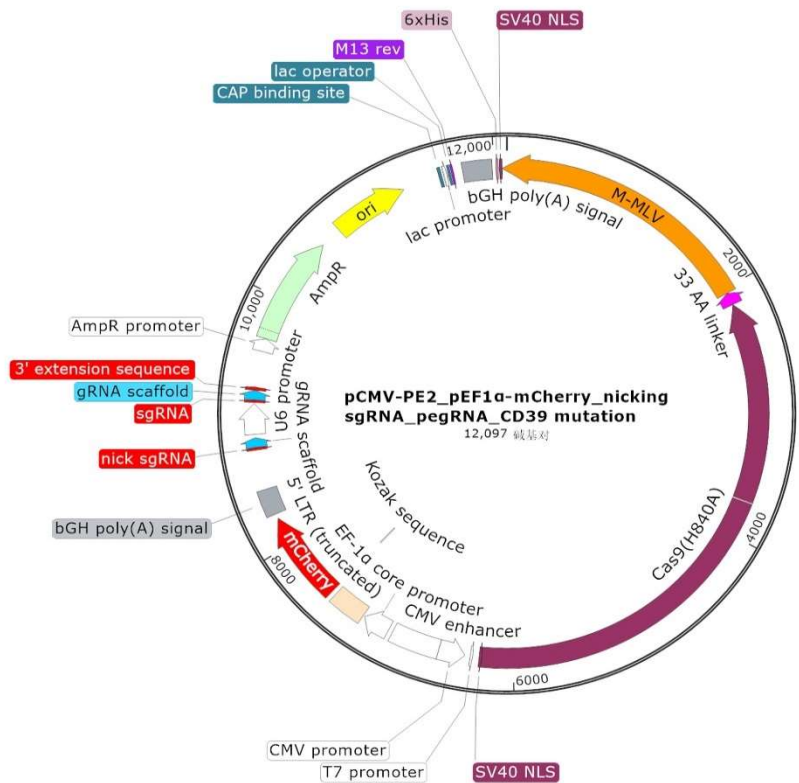 6xHis
SV40 NLS
M13 rev
lac operator
CAP binding site
12,000
bGH poly(A) signal
lac promoter
M-MLV
2000
33 AA linker
ori
AmpR
10,000
AmpR promoter
3' extension sequence
gRNA scaffold
sgRNA
U6 promoter
gRNA scaffold
nick sgRNA
pCMV-PE2_pEF1α-mCherry_nicking
sgRNA_pegRNA_CD39 mutation
12,097 碱基对
Cas9(H840A)
4000
Kozak sequence
5' LTR (truncated)
bGH poly(A) signal
mCherry
8000
EF-1α core promoter
CMV enhancer
6000
CMV promoter
T7 promoter
SV40 NLS